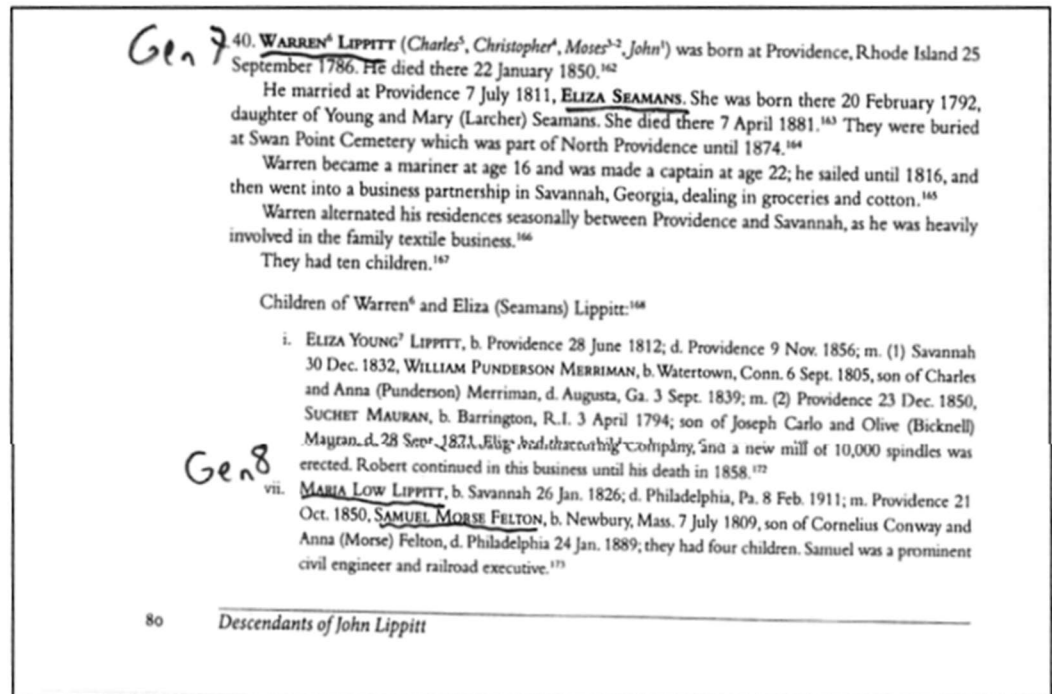 Gen 7
40. WARREN⁶ LIPPITT (Charles⁵, Christopher⁴, Moses³⁻², John¹) was born at Providence, Rhode Island 25
September 1786. He died there 22 January 1850.¹⁶²
He married at Providence 7 July 1811, ELIZA SEAMANS. She was born there 20 February 1792,
daughter of Young and Mary (Larcher) Seamans. She died there 7 April 1881.¹⁶³ They were buried
at Swan Point Cemetery which was part of North Providence until 1874.¹⁶⁴
Warren became a mariner at age 16 and was made a captain at age 22; he sailed until 1816, and
then went into a business partnership in Savannah, Georgia, dealing in groceries and cotton.¹⁶⁵
Warren alternated his residences seasonally between Providence and Savannah, as he was heavily
involved in the family textile business.¹⁶⁶
They had ten children.¹⁶⁷
Children of Warren⁶ and Eliza (Seamans) Lippitt:¹⁶⁸
i. ELIZA YOUNG⁷ LIPPITT, b. Providence 28 June 1812; d. Providence 9 Nov. 1856; m. (1) Savannah
30 Dec. 1832, WILLIAM PUNDERSON MERRIMAN, b. Watertown, Conn. 6 Sept. 1805, son of Charles
and Anna (Punderson) Merriman, d. Augusta, Ga. 3 Sept. 1839; m. (2) Providence 23 Dec. 1850,
SUCHET MAURAN, b. Barrington, R.I. 3 April 1794; son of Joseph Carlo and Olive (Bicknell)
Mauran, d. 28 Sept. 1871. company, and a new mill of 10,000 spindles was
Gen 8
erected. Robert continued in this business until his death in 1858.¹⁷²
vii. MARIA LOW LIPPITT, b. Savannah 26 Jan. 1826; d. Philadelphia, Pa. 8 Feb. 1911; m. Providence 21
Oct. 1850, SAMUEL MORSE FELTON, b. Newbury, Mass. 7 July 1809, son of Cornelius Conway and
Anna (Morse) Felton, d. Philadelphia 24 Jan. 1889; they had four children. Samuel was a prominent
civil engineer and railroad executive.¹⁷³
80 Descendants of John Lippitt